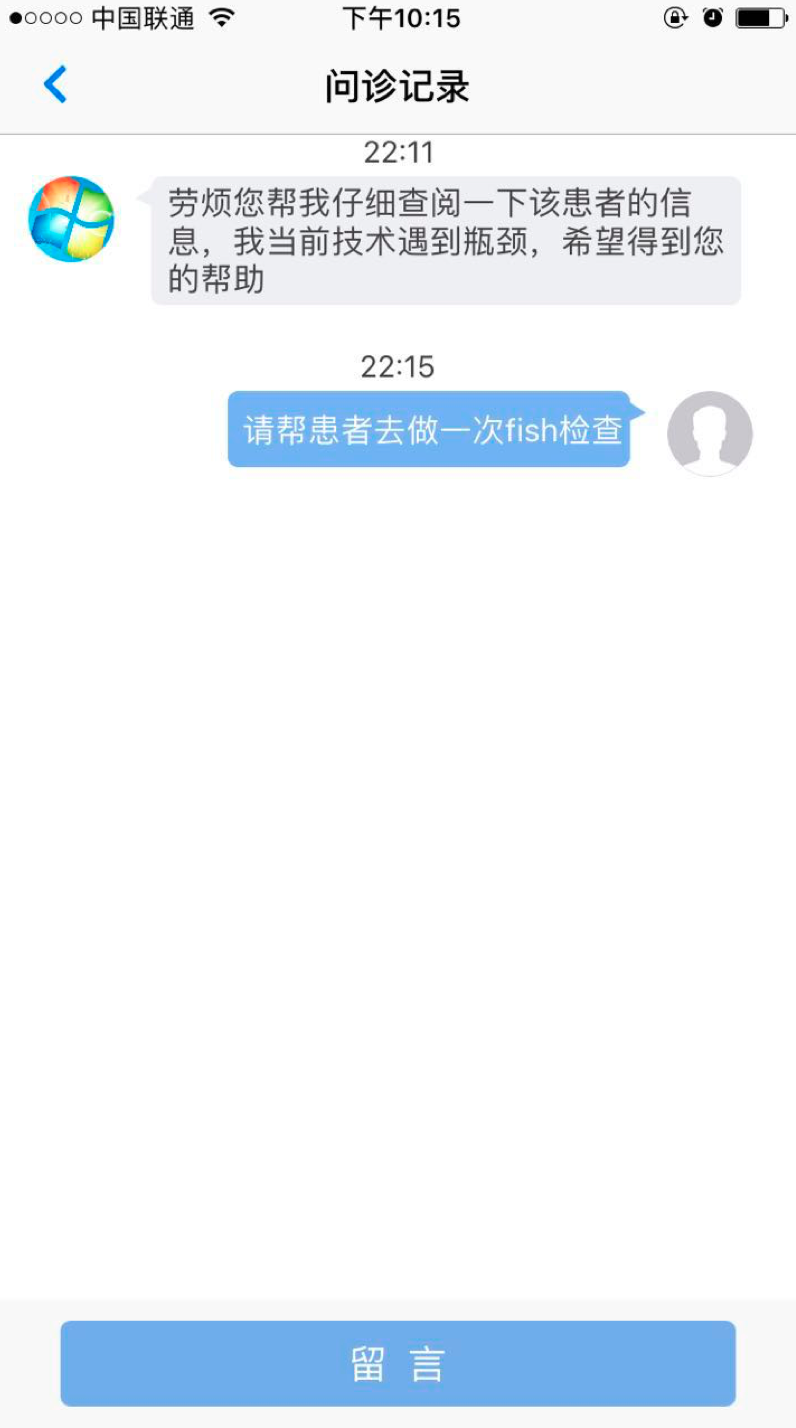 中国联通 下午10:15
问诊记录
22:11
劳烦您帮我仔细查阅一下该患者的信
息，我当前技术遇到瓶颈，希望得到您
的帮助
22:15
请帮患者去做一次fish检查
留 言